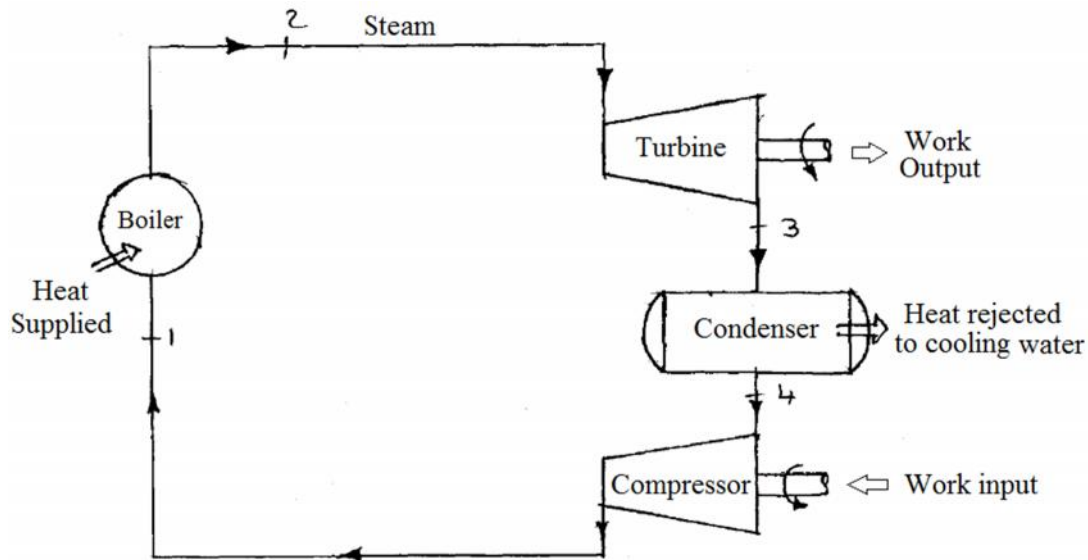 2
Steam
Turbine
Work
Output
Boiler
3
Heat
Supplied
1
Condenser
Heat rejected
to cooling water
4
Compressor
Work input